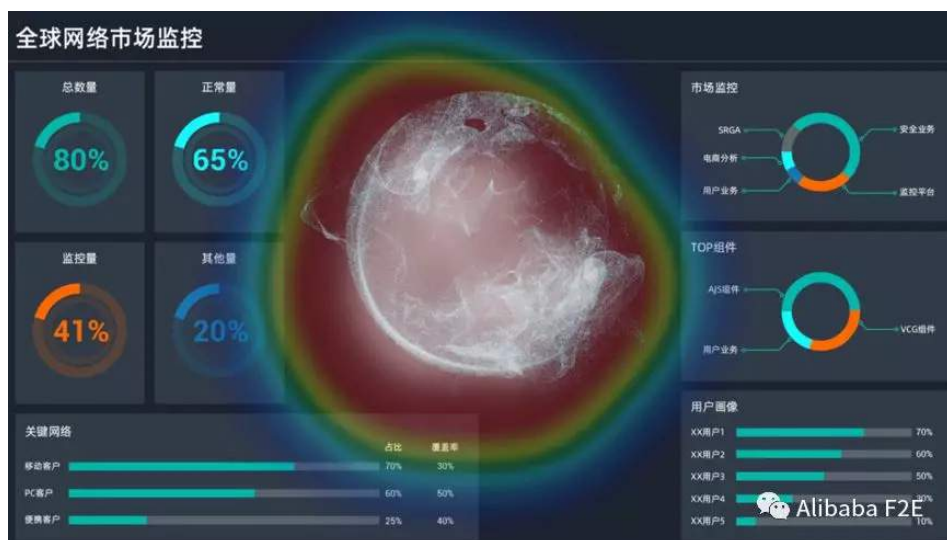 全球网络市场监控
总数量
80%
正常量
65%
监控量
41%
其他量
20%
关键网络
占比 覆盖率
移动客户 70% 30%
PC客户 60% 50%
便携客户 25% 40%
市场监控
SRGA
电商分析
用户业务
安全业务
监控平台
TOP组件
AJS组件
用户业务
VCG组件
用户画像
XX用户1 70%
XX用户2 60%
XX用户3 50%
XX用户4 30%
XX用户5 10%
Alibaba F2E